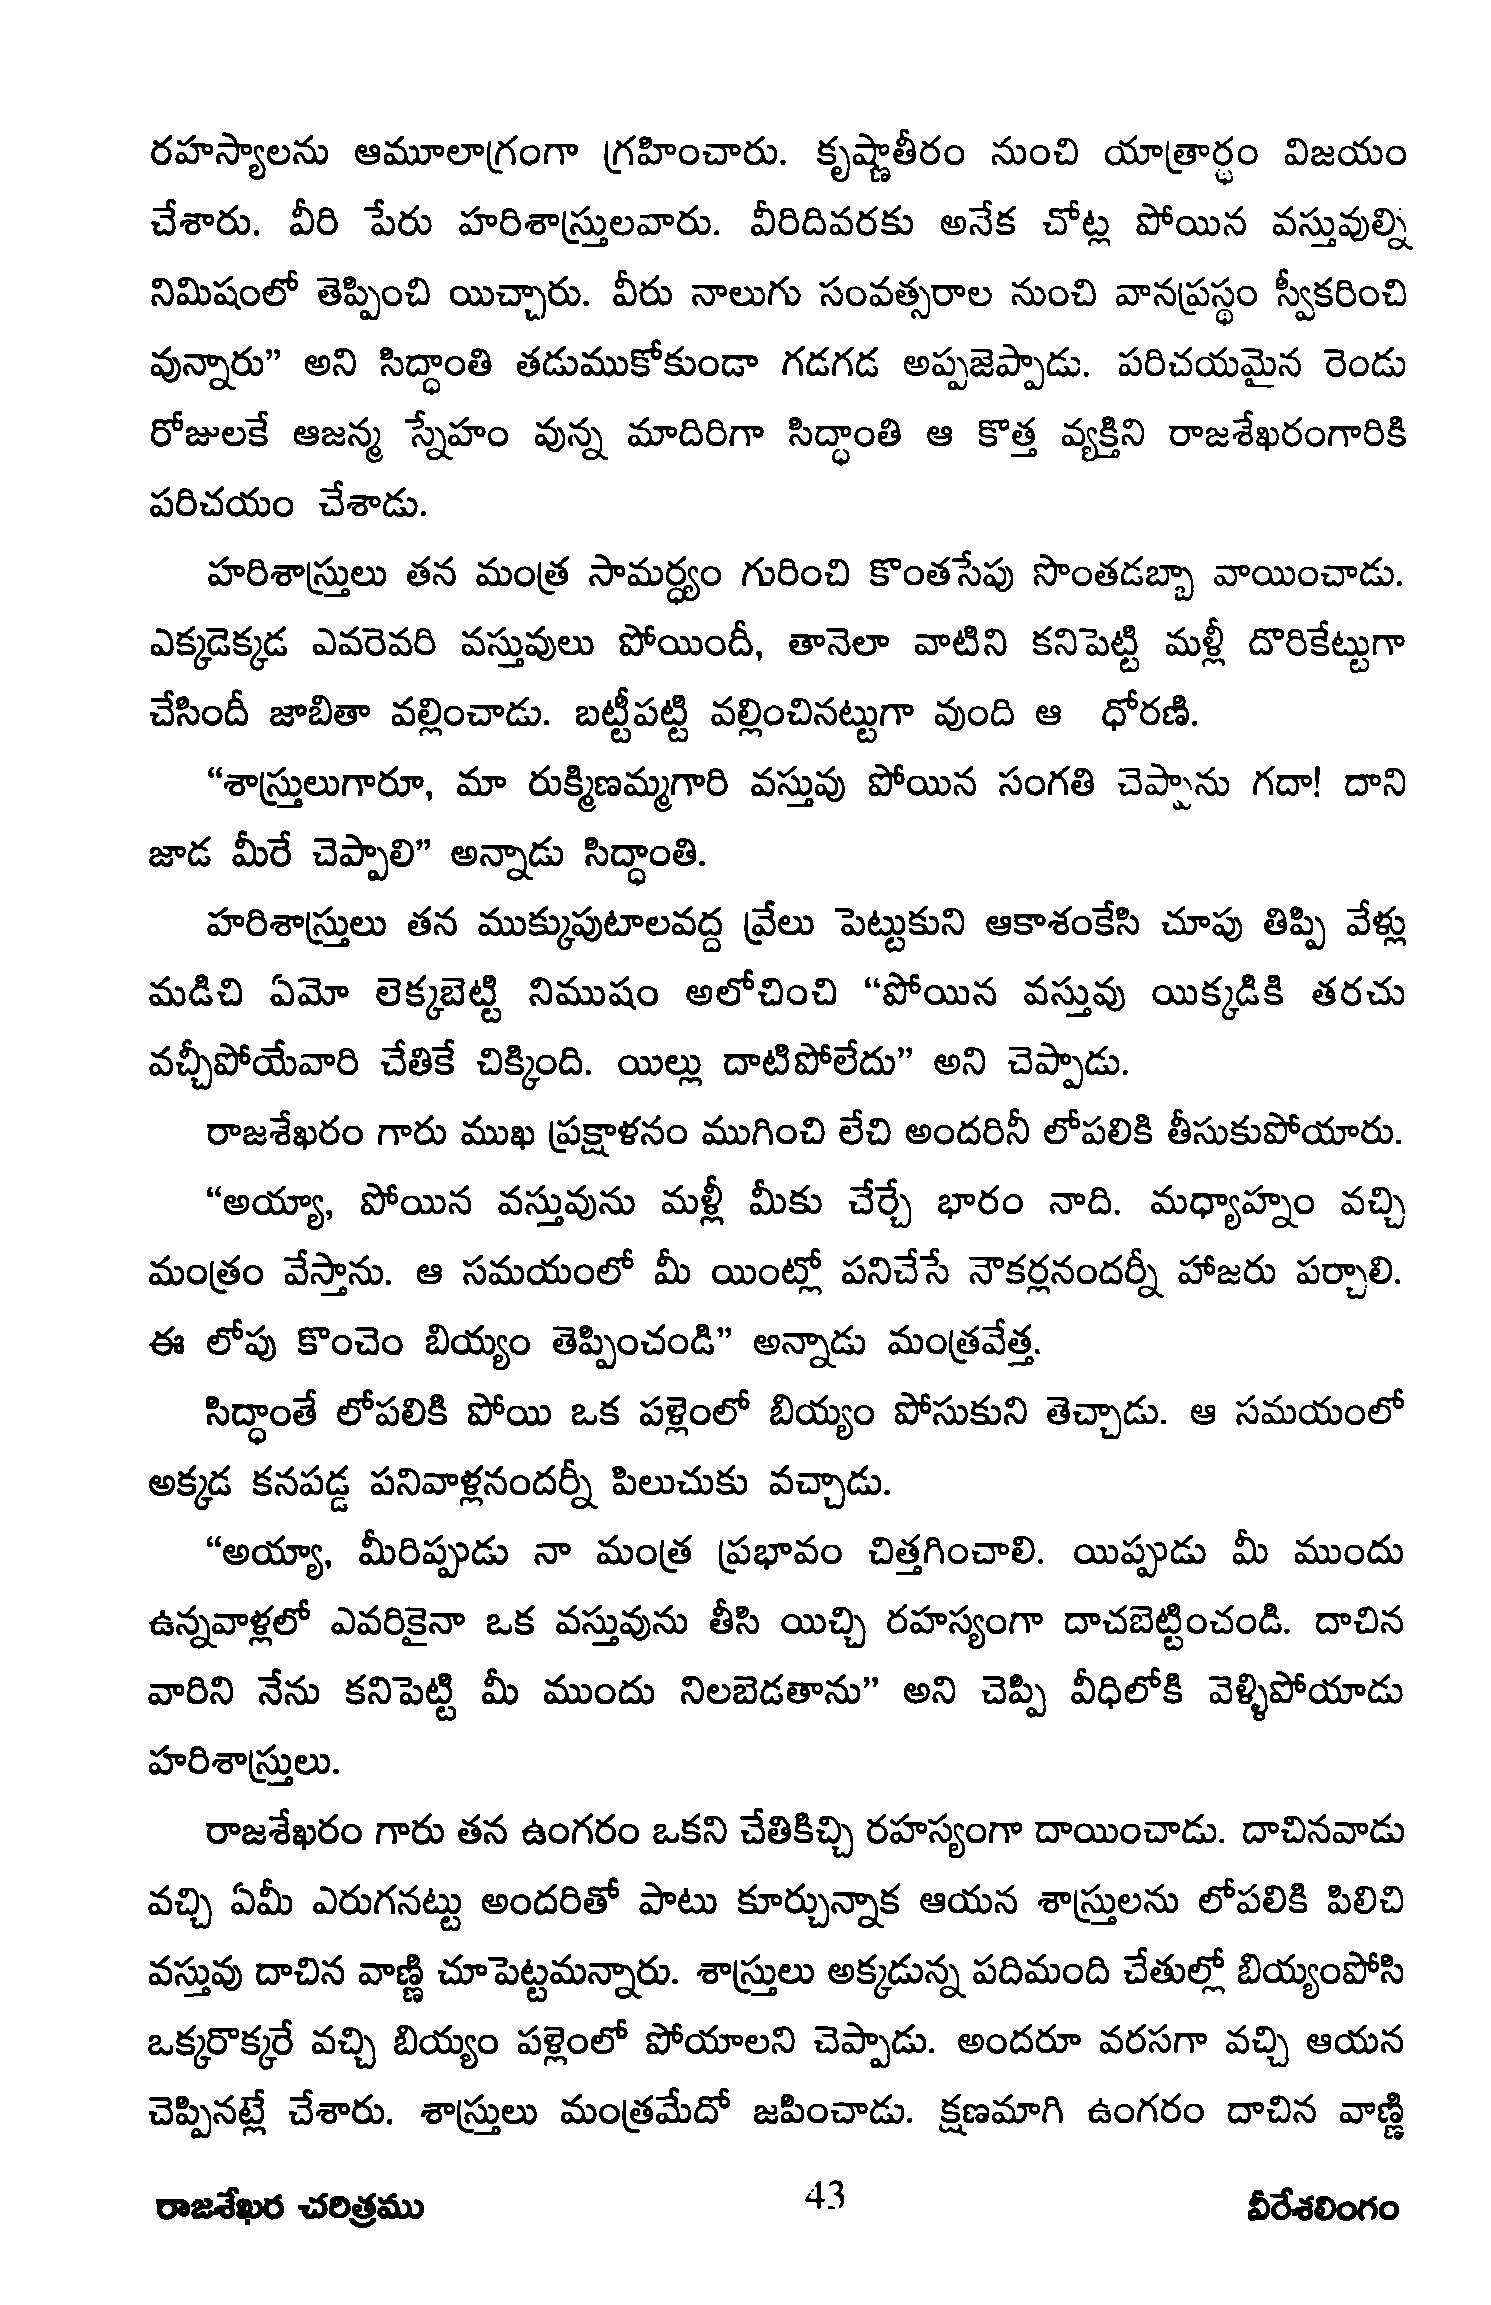 రహస్యాలను ఆమూలాగ్రంగా గ్రహించారు. కృష్ణాతీరం నుంచి యాత్రార్థం విజయం
చేశారు. వీరి పేరు హరిశాస్త్రులవారు. వీరిదివరకు అనేక చోట్ల పోయిన వస్తువుల్ని
నిమిషంలో తెప్పించి యిచ్చారు. వీరు నాలుగు సంవత్సరాల నుంచి వానప్రస్థం స్వీకరించి
వున్నారు” అని సిద్ధాంతి తడుముకోకుండా గడగడ అప్పజెప్పాడు. పరిచయమైన రెండు
రోజులకే ఆజన్మ స్నేహం వున్న మాదిరిగా సిద్ధాంతి ఆ కొత్త వ్యక్తిని రాజశేఖరంగారికి
పరిచయం చేశాడు.
హరిశాస్త్రులు తన మంత్ర సామర్ధ్యం గురించి కొంతసేపు సొంతడబ్బా వాయించాడు.
ఎక్కడెక్కడ ఎవరెవరి వస్తువులు పోయిందీ, తానెలా వాటిని కనిపెట్టి మళ్లీ దొరికేట్టుగా
చేసిందీ జాబితా వల్లించాడు. బట్టీపట్టి వల్లించినట్టుగా వుంది ఆ ధోరణి.
“శాస్త్రులుగారూ, మా రుక్మిణమ్మగారి వస్తువు పోయిన సంగతి చెప్పాను గదా! దాని
జాడ మీరే చెప్పాలి” అన్నాడు సిద్ధాంతి.
హరిశాస్త్రులు తన ముక్కుపుటాలవద్ద వ్రేలు పెట్టుకుని ఆకాశంకేసి చూపు తిప్పి వేళ్లు
మడిచి ఏమో లెక్కబెట్టి నిముషం అలోచించి “పోయిన వస్తువు యిక్కడికి తరచు
వచ్చీపోయేవారి చేతికే చిక్కింది. యిల్లు దాటిపోలేదు” అని చెప్పాడు.
రాజశేఖరం గారు ముఖ ప్రక్షాళనం ముగించి లేచి అందరినీ లోపలికి తీసుకుపోయారు.
“అయ్యా, పోయిన వస్తువును మళ్లీ మీకు చేర్చే భారం నాది. మధ్యాహ్నం వచ్చి
మంత్రం వేస్తాను. ఆ సమయంలో మీ యింట్లో పనిచేసే నౌకర్లనందర్నీ హాజరు పర్చాలి.
ఈ లోపు కొంచెం బియ్యం తెప్పించండి” అన్నాడు మంత్రవేత్త.
సిద్ధాంతే లోపలికి పోయి ఒక పళ్లెంలో బియ్యం పోసుకుని తెచ్చాడు. ఆ సమయంలో
అక్కడ కనపడ్డ పనివాళ్లనందర్నీ పిలుచుకు వచ్చాడు.
“అయ్యా, మీరిప్పుడు నా మంత్ర ప్రభావం చిత్తగించాలి. యిప్పుడు మీ ముందు
ఉన్నవాళ్లలో ఎవరికైనా ఒక వస్తువును తీసి యిచ్చి రహస్యంగా దాచబెట్టించండి. దాచిన
వారిని నేను కనిపెట్టి మీ ముందు నిలబెడతాను” అని చెప్పి వీధిలోకి వెళ్ళిపోయాడు
హరిశాస్త్రులు.
రాజశేఖరం గారు తన ఉంగరం ఒకని చేతికిచ్చి రహస్యంగా దాయించాడు. దాచినవాడు
వచ్చి ఏమీ ఎరుగనట్టు అందరితో పాటు కూర్చున్నాక ఆయన శాస్త్రులను లోపలికి పిలిచి
వస్తువు దాచిన వాణ్ణి చూపెట్టమన్నారు. శాస్త్రులు అక్కడున్న పదిమంది చేతుల్లో బియ్యంపోసి
ఒక్కరొక్కరే వచ్చి బియ్యం పళ్లెంలో పోయాలని చెప్పాడు. అందరూ వరసగా వచ్చి ఆయన
చెప్పినట్లే చేశారు. శాస్త్రులు మంత్రమేదో జపించాడు. క్షణమాగి ఉంగరం దాచిన వాణ్ణి
రాజశేఖర చరిత్రము 43 వీరేశలింగం